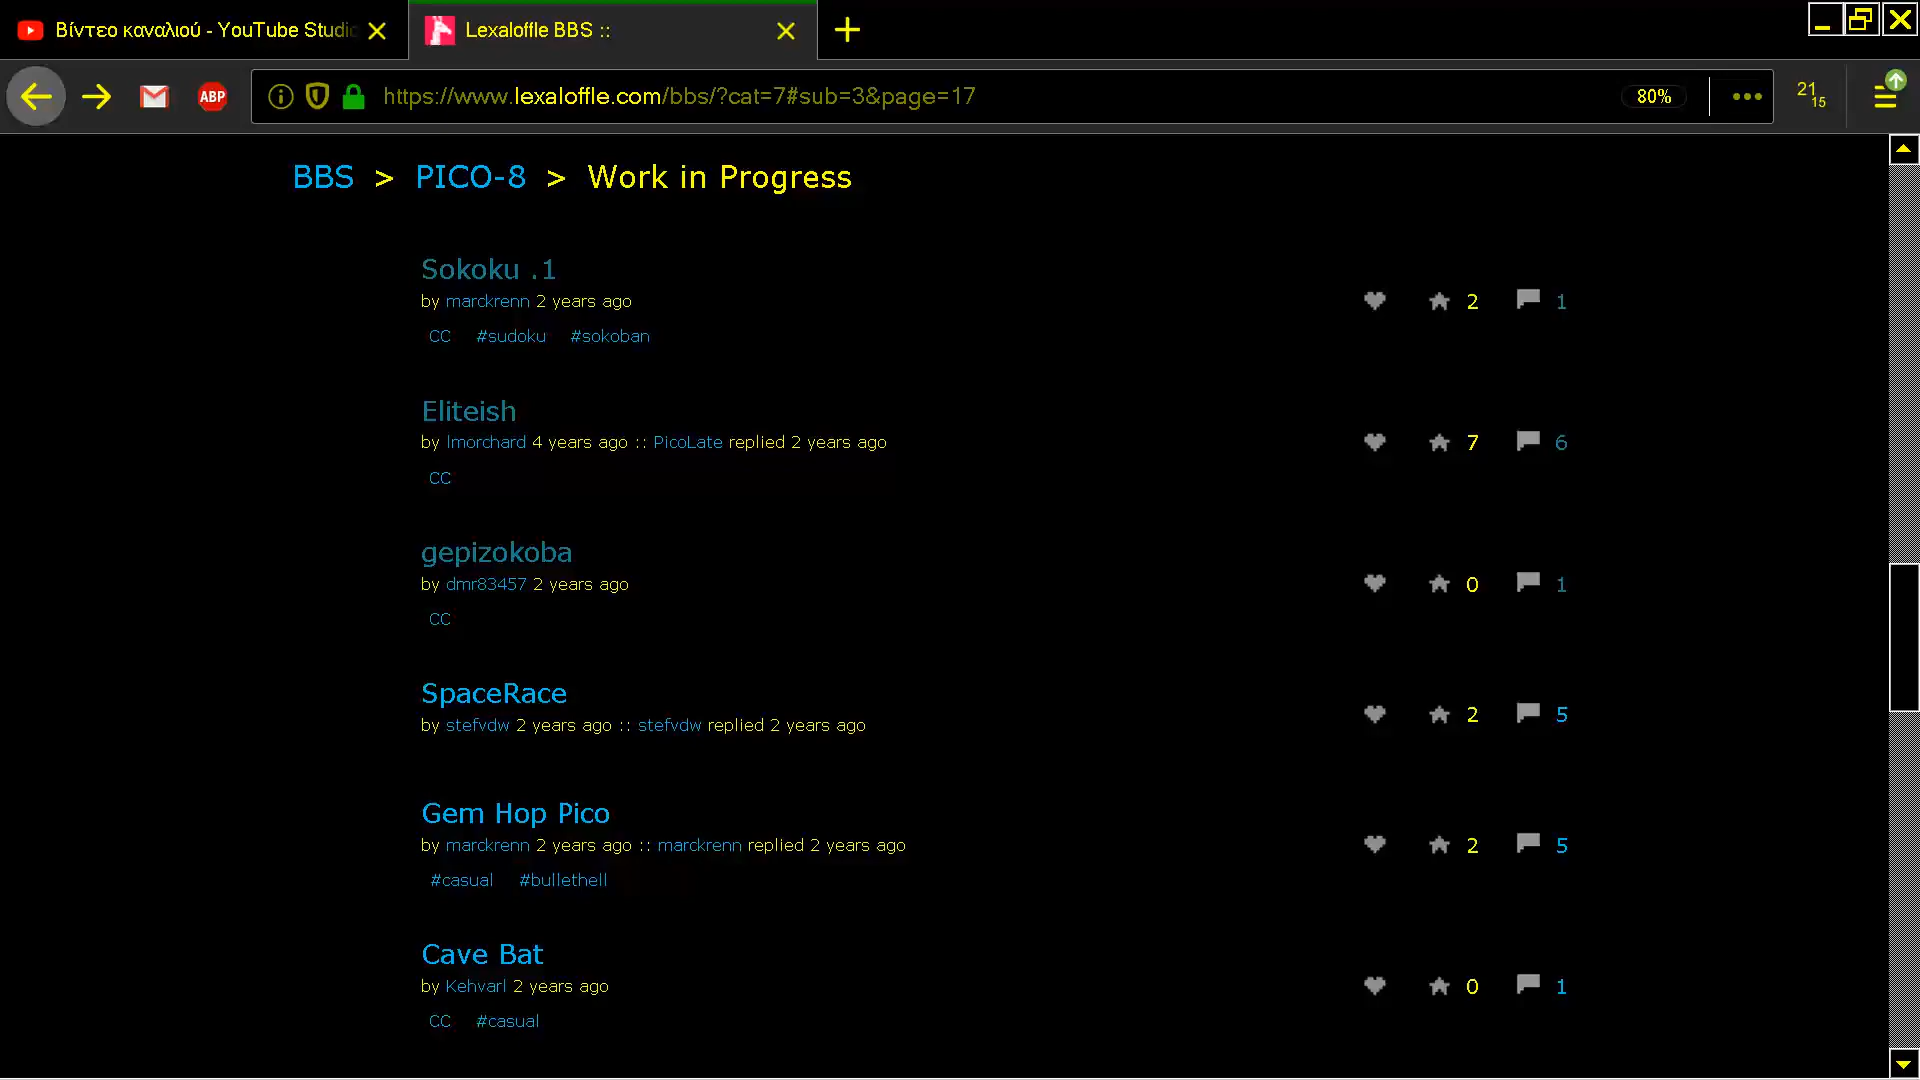 Βίντεο καναλιού - YouTube Studio
Lexaloffle BBS ::
ABP
https://www.lexaloffle.com/bbs/?cat=7#sub=3&page=17
80%
21
15
BBS > PICO-8 > Work in Progress
Sokoku .1
by marckrenn 2 years ago
2 1
CC #sudoku #sokoban
Eliteish
by lmorchard 4 years ago :: PicoLate replied 2 years ago
7 6
CC
gepizokoba
by dmr83457 2 years ago
0 1
CC
SpaceRace
by stefvdw 2 years ago :: stefvdw replied 2 years ago
2 5
Gem Hop Pico
by marckrenn 2 years ago :: marckrenn replied 2 years ago
2 5
#casual #bullethell
Cave Bat
by Kehvarl 2 years ago
0 1
CC #casual